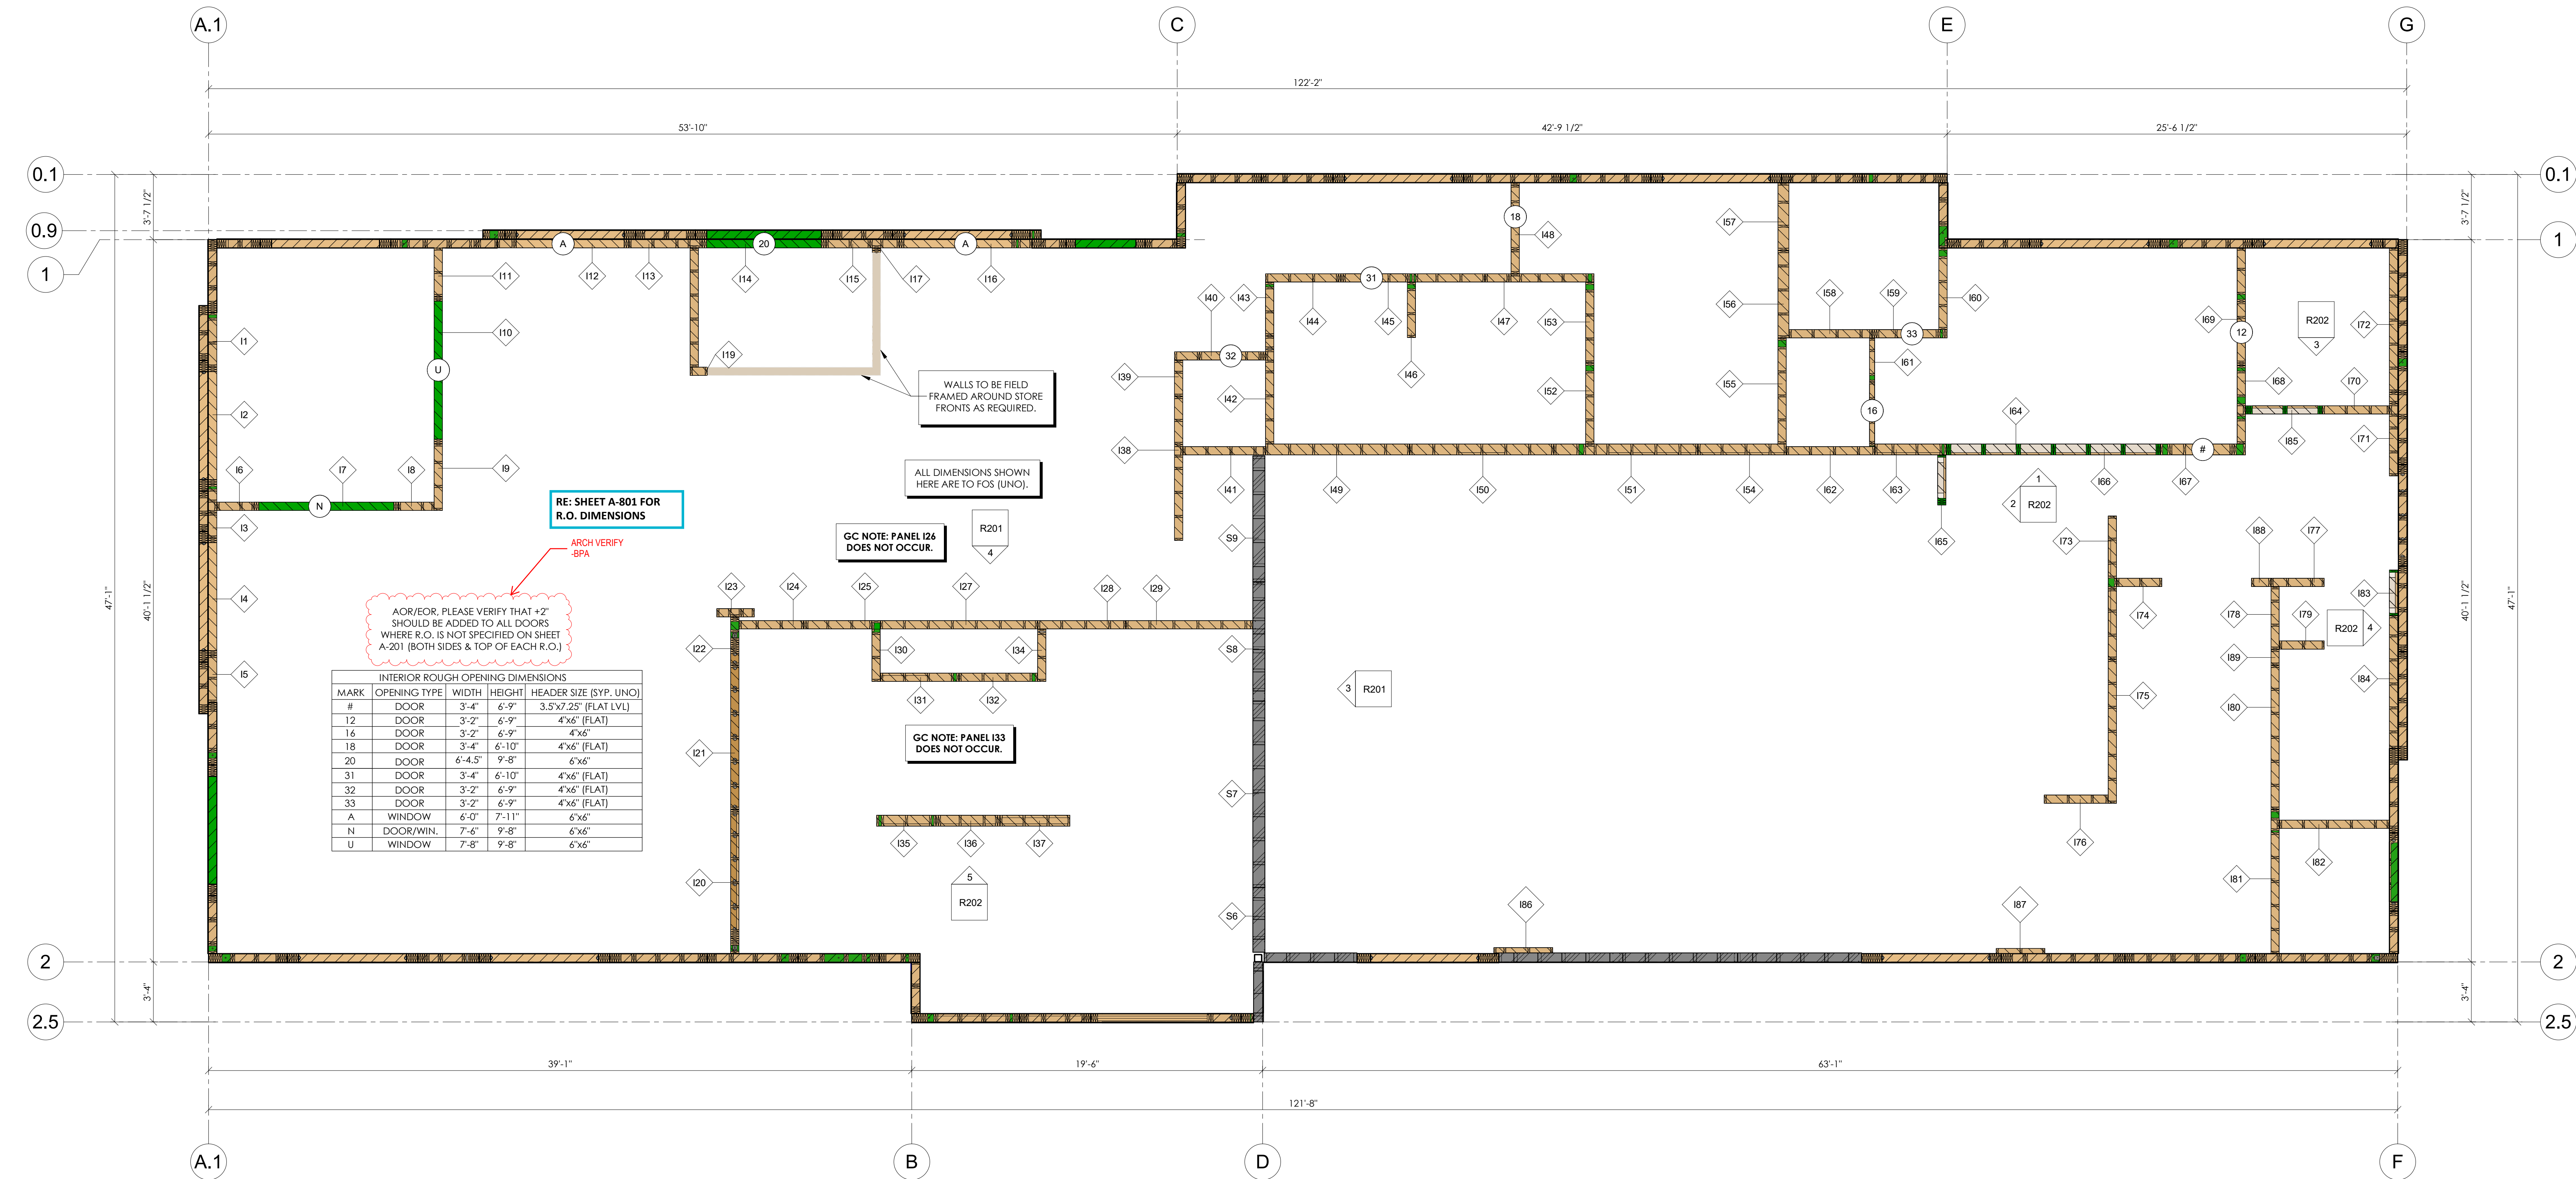 A.1
C
E
G
122'-2"
53'-10"
42'-9 1/2"
25'-6 1/2"
0.1
0.1
3'-7 1/2"
3'-7 1/2"
0.9
1
1
18
I57
I48
A
20
A
I11
I12
I13
I14
I15
I17
I16
I40
I43
31
I56
I58
I59
I60
R202
3
I1
I10
I44
I45
I47
I53
I69
12
I72
33
I19
32
U
I39
I46
I61
WALLS TO BE FIELD
FRAMED AROUND STORE
FRONTS AS REQUIRED.
I2
I42
I52
I55
I68
I70
16
I64
I38
I85
I71
#
I6
I7
I8
I9
ALL DIMENSIONS SHOWN
HERE ARE TO FOS (UNO).
I41
I49
I50
I51
I54
I62
I63
I66
I67
N
RE: SHEET A-801 FOR
R.O. DIMENSIONS
1
2
R202
I3
R201
4
GC NOTE: PANEL I26
DOES NOT OCCUR.
ARCH VERIFY
-BPA
S9
I65
I73
I88
I77
I23
I24
I25
I27
I28
I29
47'-1"
40'-1 1/2"
40'-1 1/2"
47'-1"
I4
AOR/EOR, PLEASE VERIFY THAT +2"
SHOULD BE ADDED TO ALL DOORS
WHERE R.O. IS NOT SPECIFIED ON SHEET
A-201 (BOTH SIDES & TOP OF EACH R.O.)
I83
I74
I78
I79
R202
4
I22
I30
I34
S8
I89
I5
INTERIOR ROUGH OPENING DIMENSIONS
MARK OPENING TYPE WIDTH HEIGHT HEADER SIZE (SYP. UNO)
# DOOR 3'-4" 6'-9" 3.5"x7.25" (FLAT LVL)
12 DOOR 3'-2" 6'-9" 4"x6" (FLAT)
16 DOOR 3'-2" 6'-9" 4"x6"
18 DOOR 3'-4" 6'-10" 4"x6" (FLAT)
20 DOOR 6'-4.5" 9'-8" 6"x6"
31 DOOR 3'-4" 6'-10" 4"x6" (FLAT)
32 DOOR 3'-2" 6'-9" 4"x6" (FLAT)
33 DOOR 3'-2" 6'-9" 4"x6" (FLAT)
A WINDOW 6'-0" 7'-11" 6"x6"
N DOOR/WIN. 7'-6" 9'-8" 6"x6"
U WINDOW 7'-8" 9'-8" 6"x6"
I31
I32
3
R201
I75
I80
I84
GC NOTE: PANEL I33
DOES NOT OCCUR.
I21
S7
I35
I36
I37
I76
I82
I20
5
R202
I81
S6
I86
I87
2
2
3'-4"
3'-4"
2.5
2.5
39'-1"
19'-6"
63'-1"
121'-8"
A.1
B
D
F